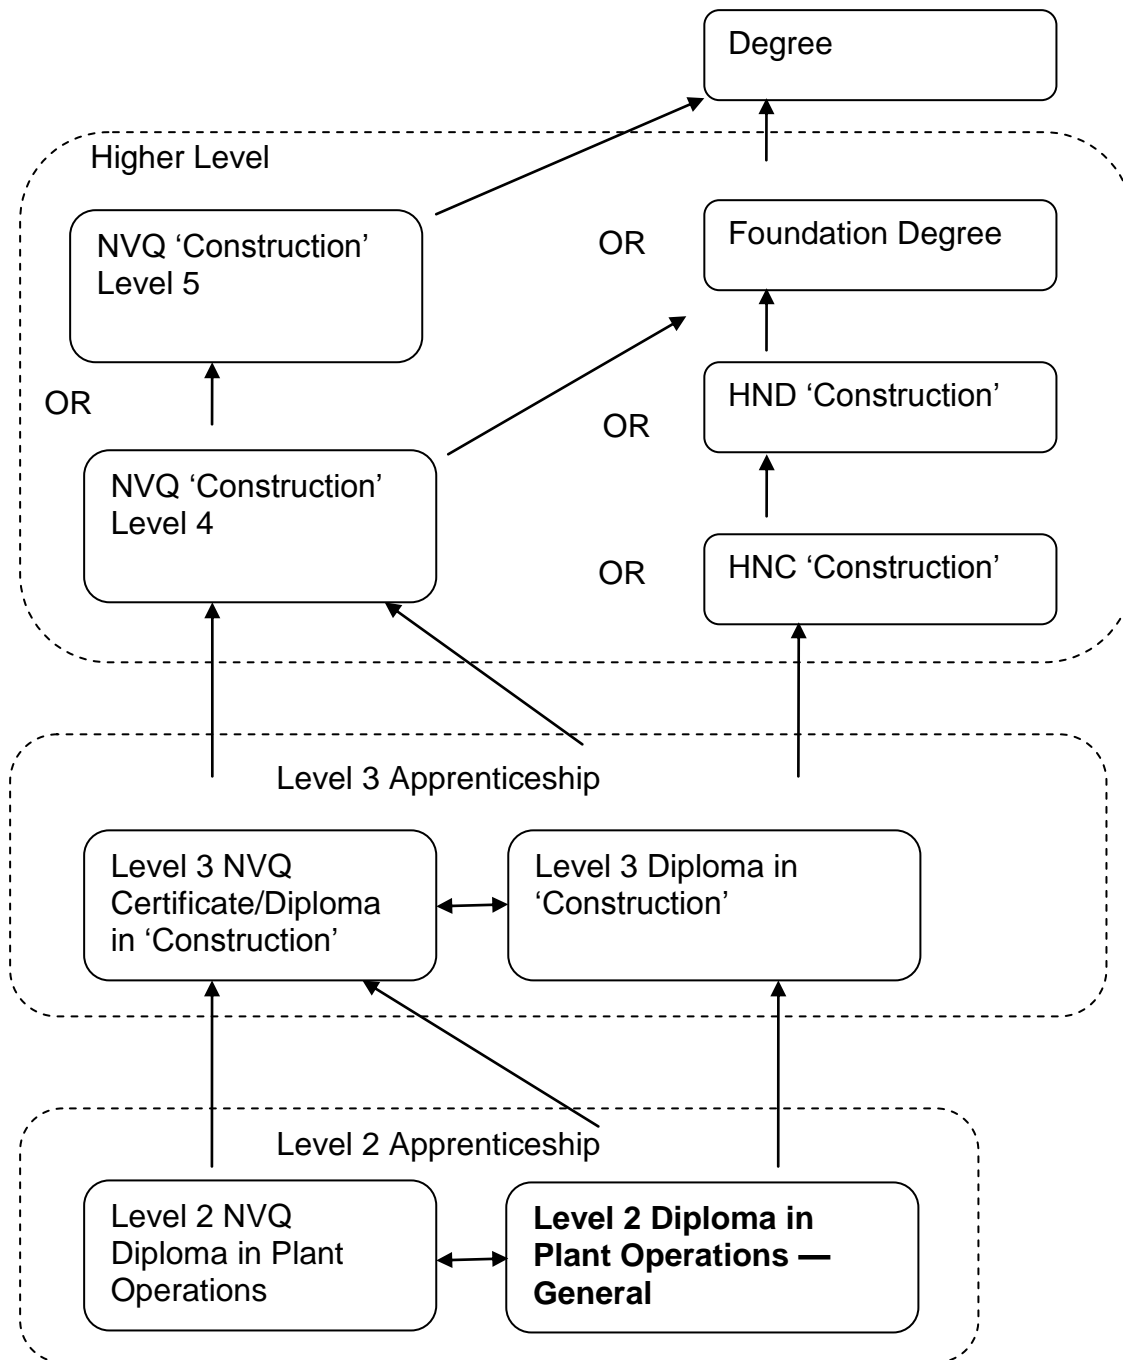 Degree
Higher Level
NVQ ‘Construction’
Level 5
OR
Foundation Degree
OR
HND ‘Construction’
OR
NVQ ‘Construction’
Level 4
OR
HNC ‘Construction’
Level 3 Apprenticeship
Level 3 NVQ
Certificate/Diploma
in ‘Construction’
Level 3 Diploma in
‘Construction’
Level 2 Apprenticeship
Level 2 NVQ
Diploma in Plant
Operations
Level 2 Diploma in
Plant Operations —
General